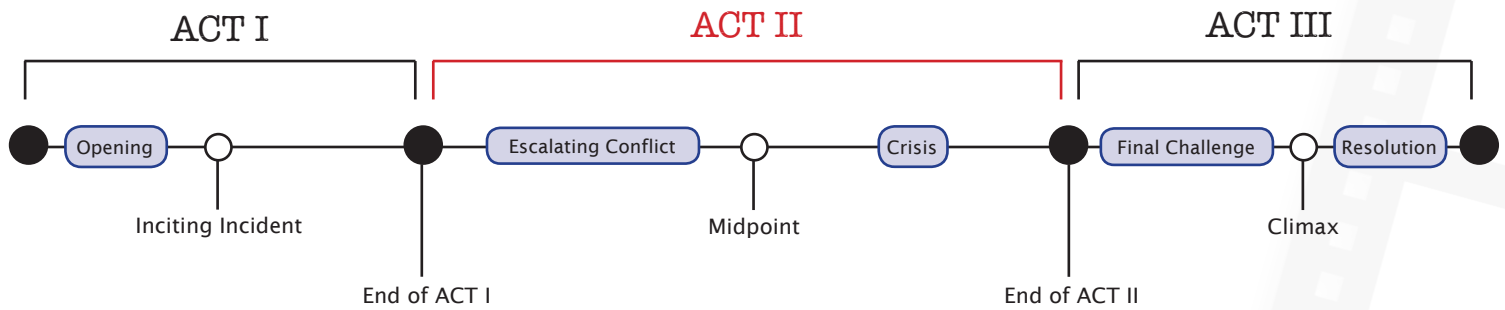 ACT I
ACT II
ACT III
Opening
Escalating Conflict
Crisis
Final Challenge
Resolution
Inciting Incident
Midpoint
Climax
End of ACT I
End of ACT II